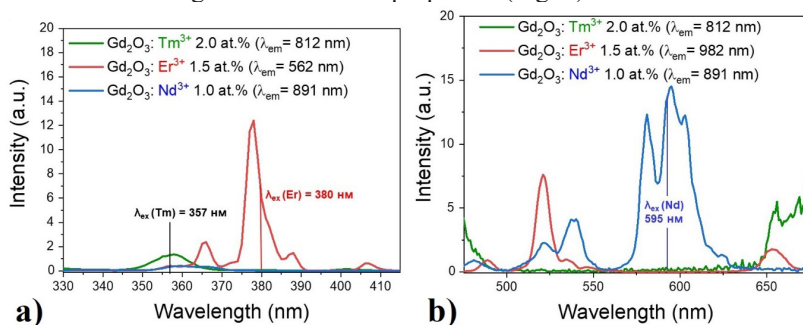 Gd₂O₃: Tm³⁺ 2.0 at.% (λem= 812 nm)
Gd₂O₃: Er³⁺ 1.5 at.% (λem= 562 nm)
Gd₂O₃: Nd³⁺ 1.0 at.% (λem= 891 nm)
Intensity (a.u.)
20
18
16
14
12
10
8
6
4
2
0
λex(Tm) = 357 нм
λex(Er) = 380 нм
330 340 350 360 370 380 390 400 410
Wavelength (nm)
a)
Gd₂O₃: Tm³⁺ 2.0 at.% (λem= 812 nm)
Gd₂O₃: Er³⁺ 1.5 at.% (λem= 982 nm)
Gd₂O₃: Nd³⁺ 1.0 at.% (λem= 891 nm)
Intensity (a.u.)
20
15
10
5
0
λex(Nd)
595 нм
500 550 600 650
Wavelength (nm)
b)